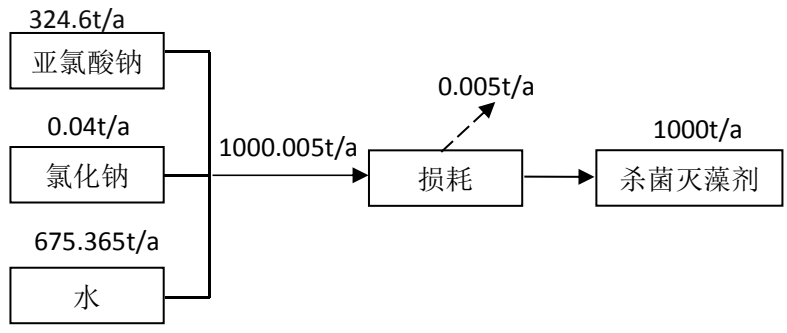 324.6t/a
亚氯酸钠
0.04t/a
氯化钠
675.365t/a
水
1000.005t/a
0.005t/a
损耗
1000t/a
杀菌灭藻剂